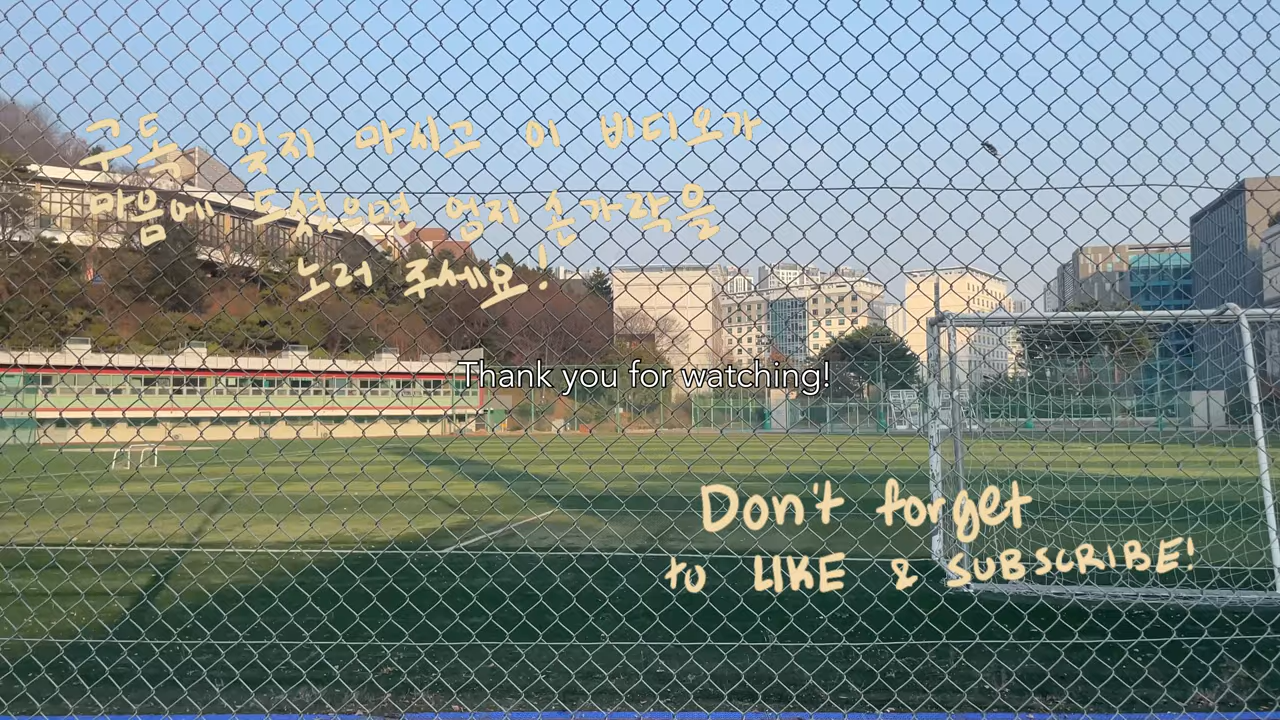 구독 잊지 마시고 이 비디오가
마음에 드셨으면 엄지 손가락을
노러 주세요!
Thank you for watching!
Don't forget
to LIKE & SUBSCRIBE!